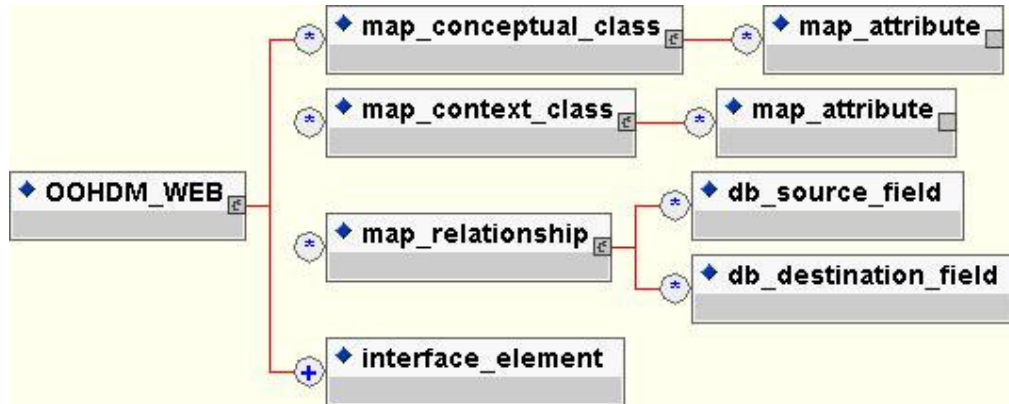 * map_conceptual_class * map_attribute
* map_context_class * map_attribute
OOHDM_WEB
* db_source_field
* map_relationship
* db_destination_field
+ interface_element